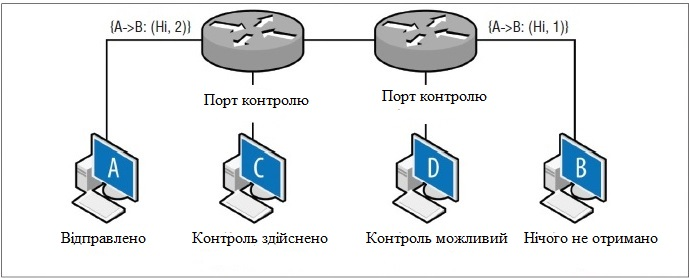 {A->B: (Hi, 2)}
{A->B: (Hi, 1)}
Порт контролю
Порт контролю
A
C
D
B
Відправлено
Контроль здійснено
Контроль можливий
Нічого не отримано